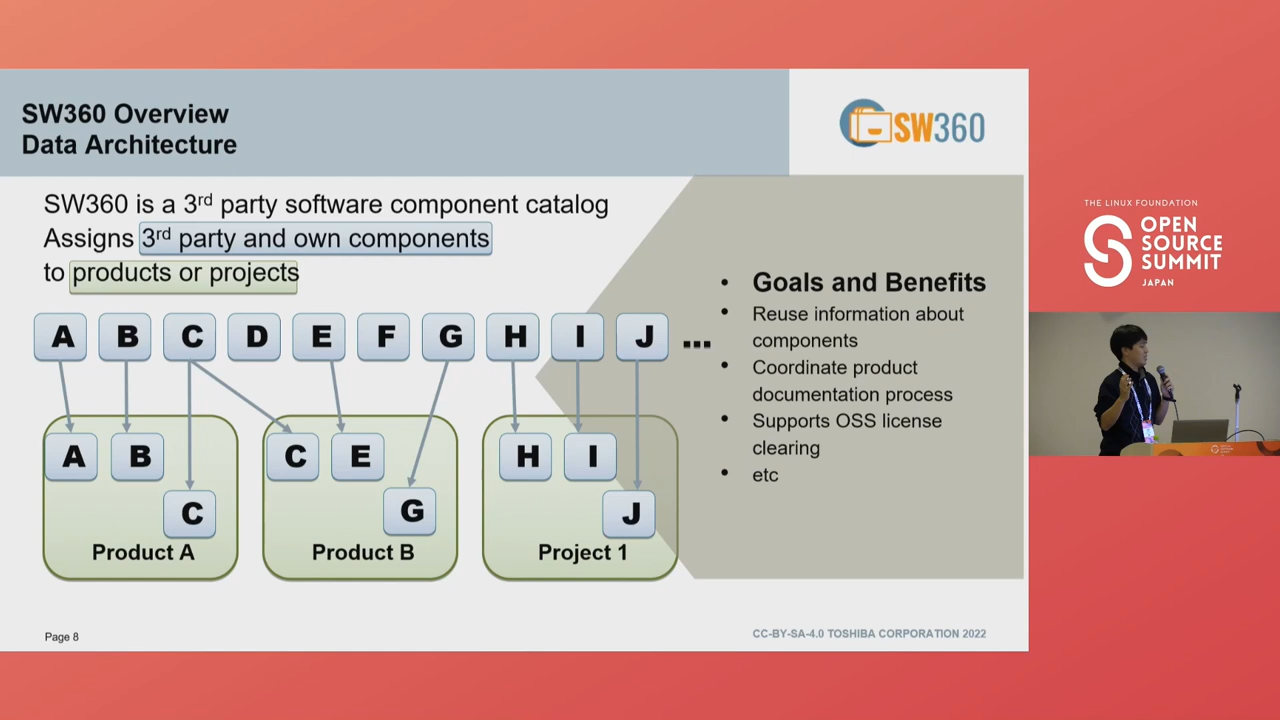 SW360 Overview
Data Architecture
SW360
SW360 is a 3rd party software component catalog
Assigns 3rd party and own components
to products or projects
A B C D E F G H I J ...
A B
C
Product A
C E
G
Product B
H I
J
Project 1
• Goals and Benefits
• Reuse information about
components
• Coordinate product
documentation process
• Supports OSS license
clearing
• etc
Page 8
CC-BY-SA-4.0 TOSHIBA CORPORATION 2022
THE LINUX FOUNDATION
OPEN
SOURCE
SUMMIT
JAPAN